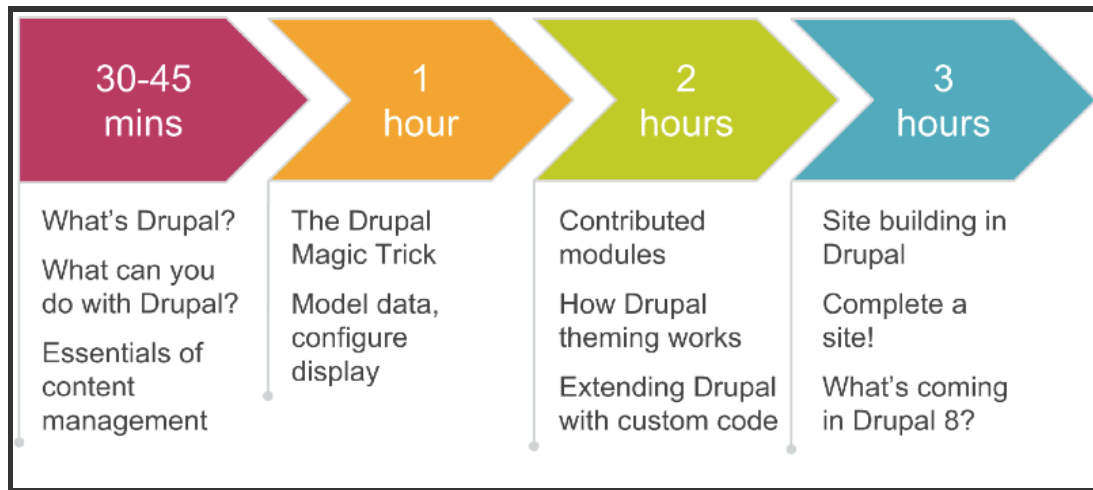 30-45
mins
What's Drupal?
What can you
do with Drupal?
Essentials of
content
management
1
hour
The Drupal
Magic Trick
Model data,
configure
display
2
hours
Contributed
modules
How Drupal
theming works
Extending Drupal
with custom code
3
hours
Site building in
Drupal
Complete a
site!
What's coming
in Drupal 8?